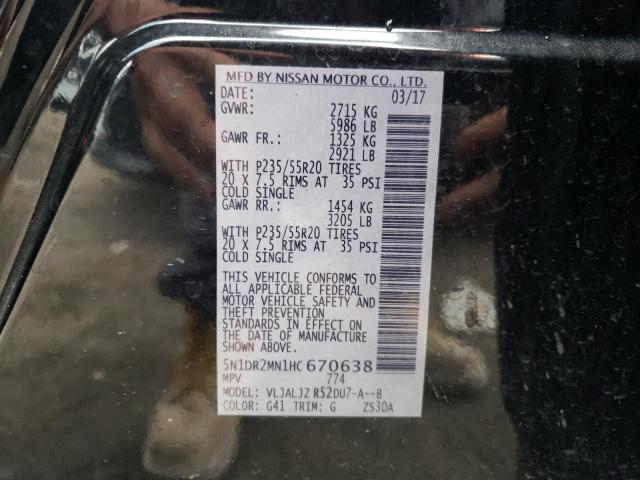 MFD BY NISSAN MOTOR CO., LTD.
DATE: 03/17
GVWR: 2715 KG
5986 LB
GAWR FR.: 1325 KG
2921 LB
WITH P235/55R20 TIRES
20 X 7.5 RIMS AT 35 PSI
COLD SINGLE
GAWR RR.: 1454 KG
3205 LB
WITH P235/55R20 TIRES
20 X 7.5 RIMS AT 35 PSI
COLD SINGLE
THIS VEHICLE CONFORMS TO
ALL APPLICABLE FEDERAL
MOTOR VEHICLE SAFETY AND
THEFT PREVENTION
STANDARDS IN EFFECT ON
THE DATE OF MANUFACTURE
SHOWN ABOVE.
5N1DR2MN1HC670638
MPV 774
MODEL: VLJALJZ R52DU7-A--B
COLOR: G41 TRIM: G ZS30A